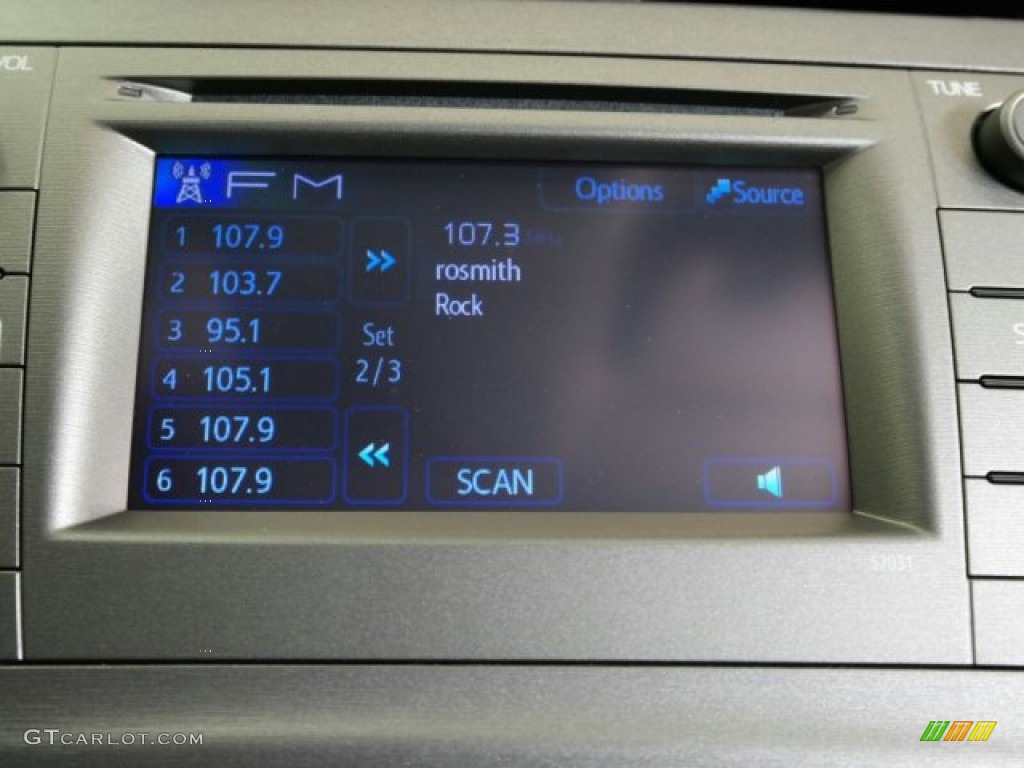 VOL
TUNE
FM
Options
Source
1 107.9
2 103.7
3 95.1
4 105.1
5 107.9
6 107.9
>>
Set
2/3
<<
107.3
rosmith
Rock
SCAN
S
57031
GTCARLOT.COM